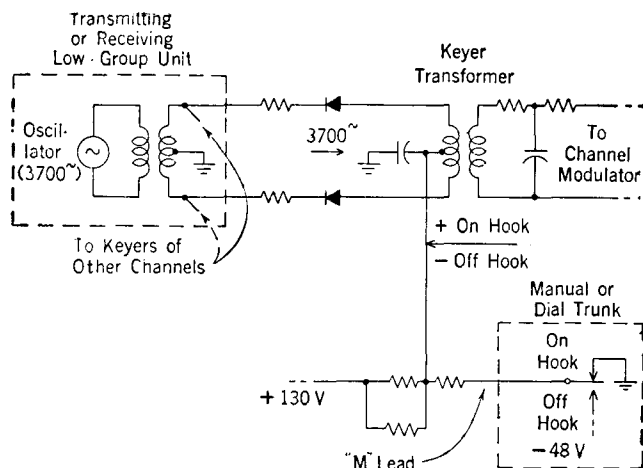 Transmitting
or Receiving
Low-Group Unit
Oscil-
lator
(3700~)
~
To Keyers of
Other Channels
3700~
Keyer
Transformer
To
Channel
Modulator
+ On Hook
− Off Hook
Manual or
Dial Trunk
On
Hook
Off
Hook
−48 V
+130 V
"M" Lead